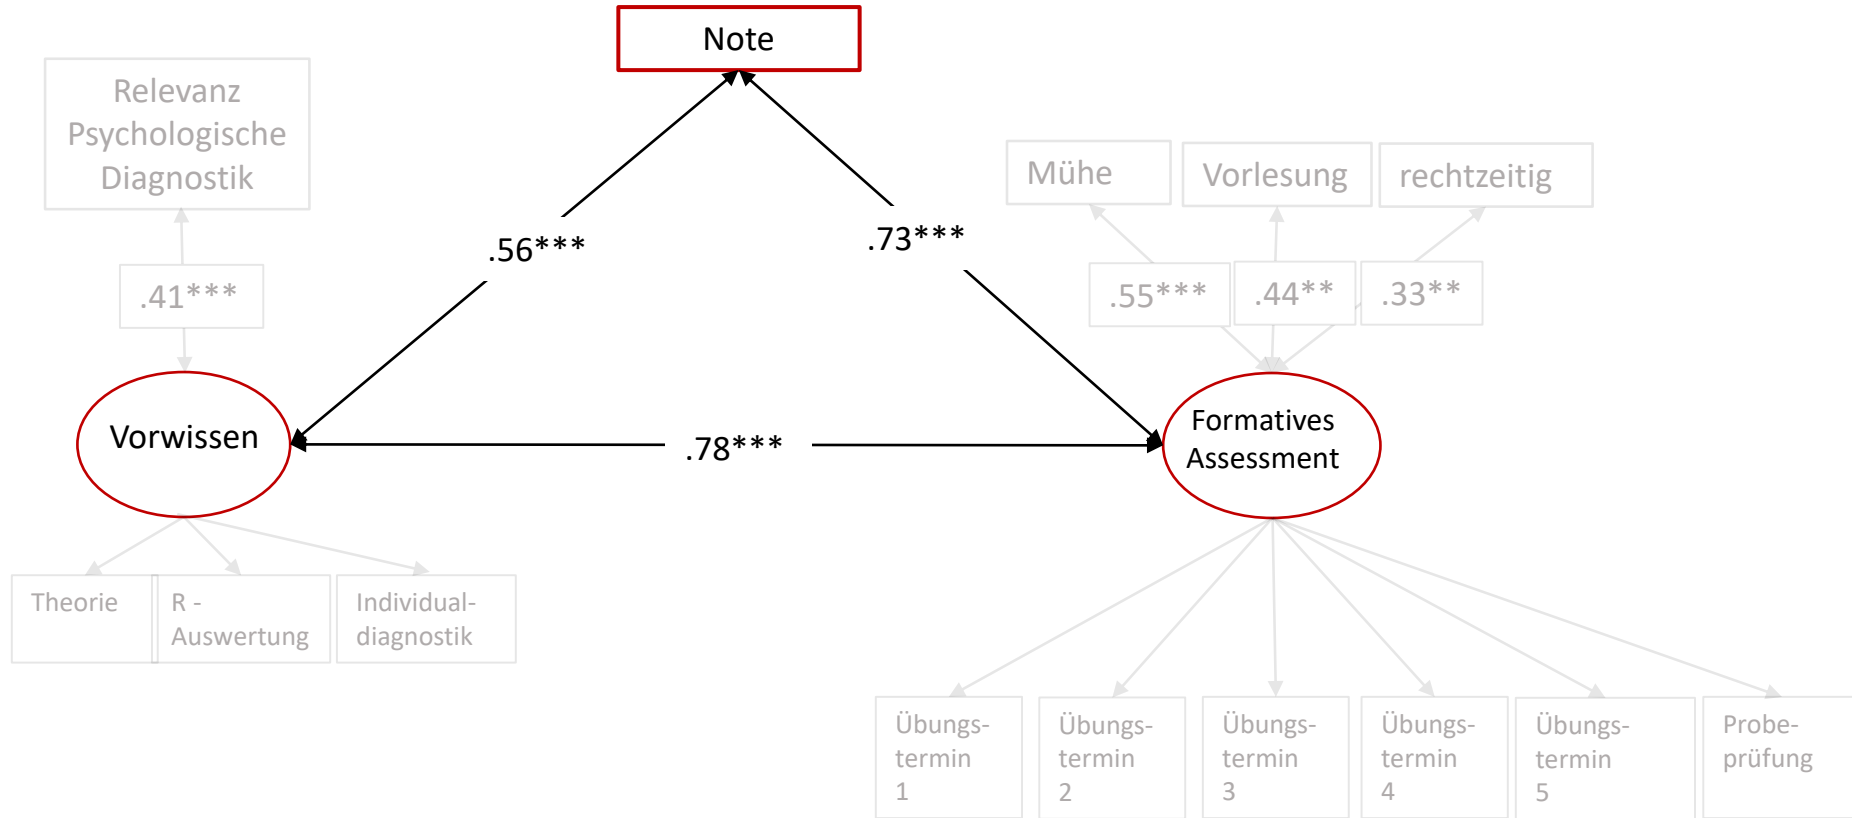 Note
Relevanz
Psychologische
Diagnostik
Mühe
Vorlesung
rechtzeitig
.56***
.73***
.41***
.55***
.44**
.33**
Vorwissen
.78***
Formatives
Assessment
Theorie
R -
Auswertung
Individual-
diagnostik
Übungs-
termin
1
Übungs-
termin
2
Übungs-
termin
3
Übungs-
termin
4
Übungs-
termin
5
Probe-
prüfung